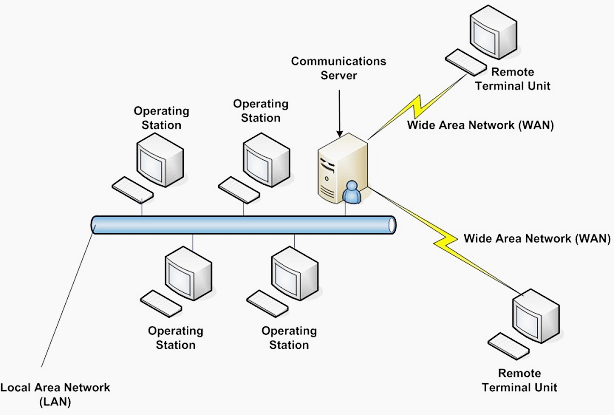 Communications
Server
Remote
Terminal Unit
Operating
Station
Operating
Station
Wide Area Network (WAN)
Wide Area Network (WAN)
Operating
Station
Operating
Station
Remote
Terminal Unit
Local Area Network
(LAN)